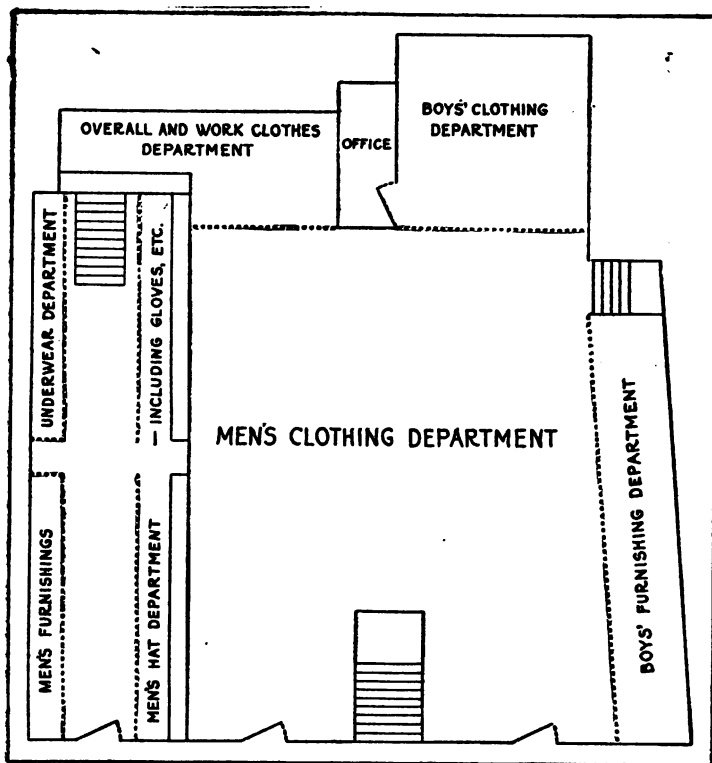 OVERALL AND WORK CLOTHES
DEPARTMENT
OFFICE
BOYS' CLOTHING
DEPARTMENT
UNDERWEAR DEPARTMENT
— INCLUDING GLOVES, ETC.
MEN'S CLOTHING DEPARTMENT
BOYS' FURNISHING DEPARTMENT
MEN'S FURNISHINGS
MEN'S HAT DEPARTMENT